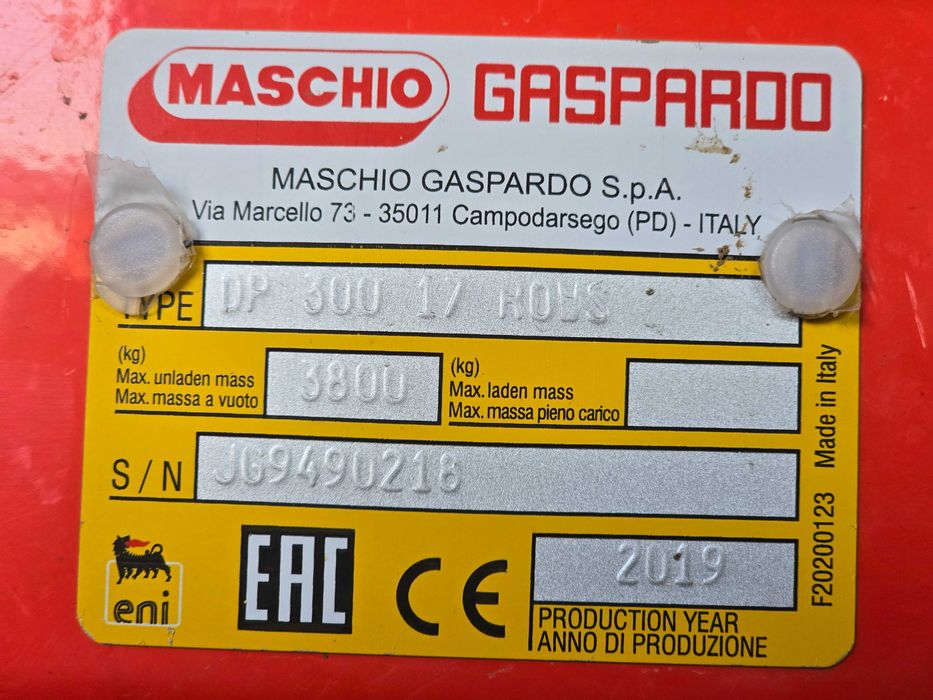 MASCHIO GASPARDO
MASCHIO GASPARDO S.p.A.
Via Marcello 73 - 35011 Campodarsego (PD) - ITALY
TYPE DP 300 17 ROWS
(kg)
Max. unladen mass
Max. massa a vuoto
3800
(kg)
Max. laden mass
Max. massa pieno carico
S / N JG9490218
eni
EAC
CE
2019
PRODUCTION YEAR
ANNO DI PRODUZIONE
F20200123 Made in Italy